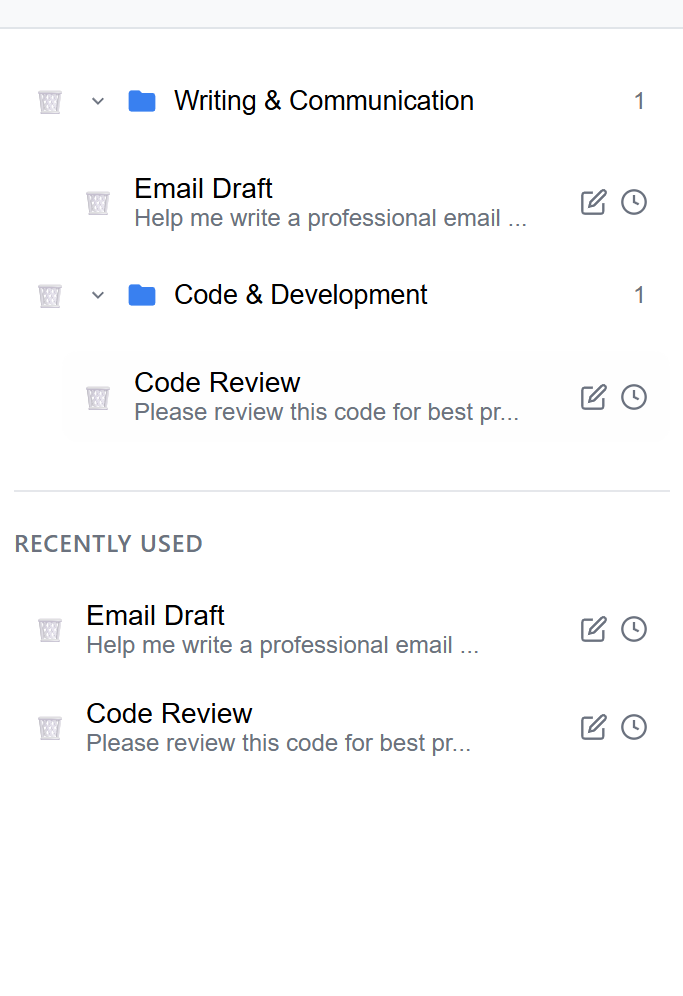 Writing & Communication 1
Email Draft
Help me write a professional email ...
Code & Development 1
Code Review
Please review this code for best pr...
RECENTLY USED
Email Draft
Help me write a professional email ...
Code Review
Please review this code for best pr...